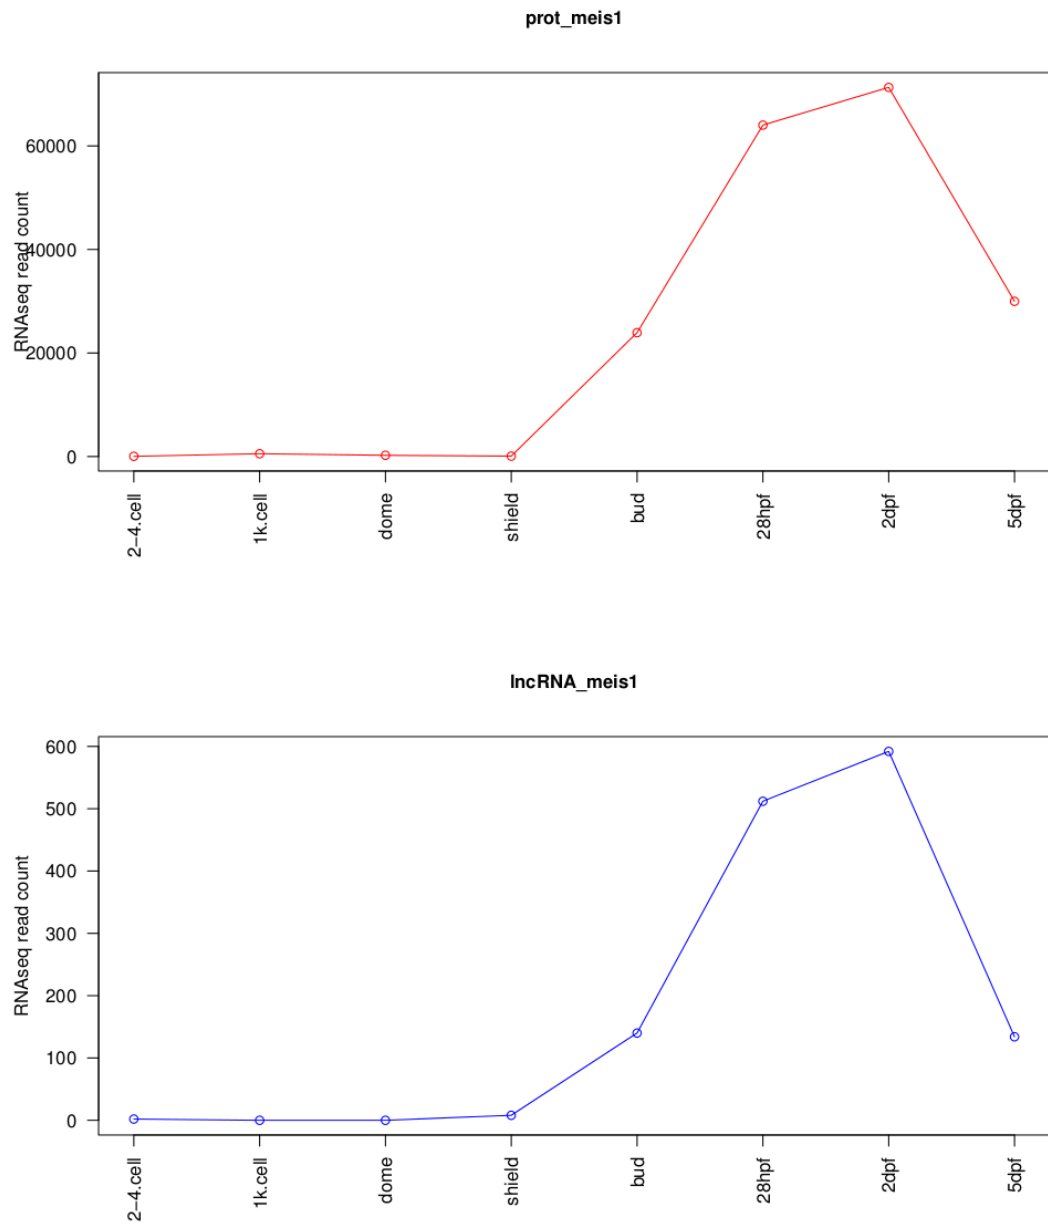 prot_meis1
RNAseq read count
60000
40000
20000
0
2−4.cell
1k.cell
dome
shield
bud
28hpf
2dpf
5dpf
lncRNA_meis1
RNAseq read count
600
500
400
300
200
100
0
2−4.cell
1k.cell
dome
shield
bud
28hpf
2dpf
5dpf